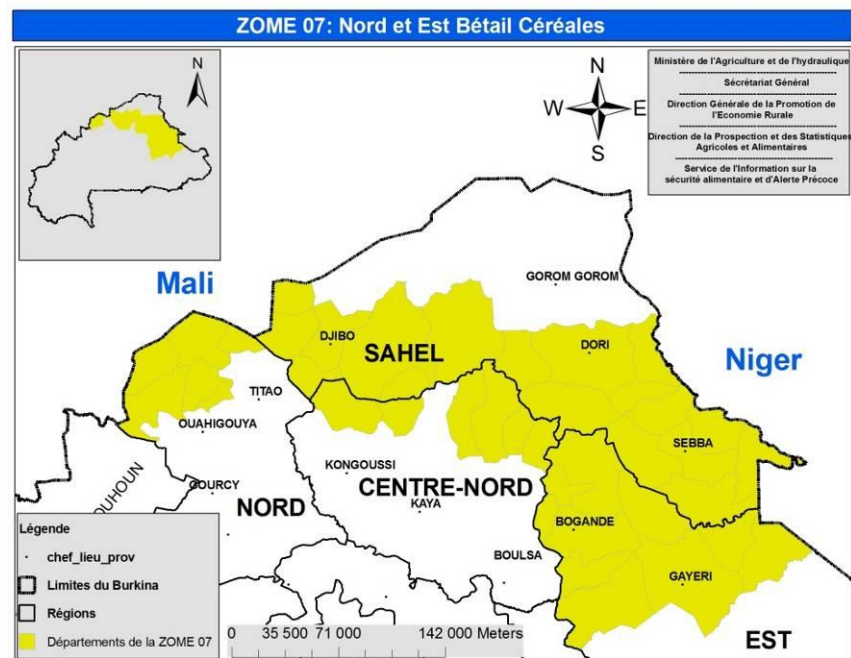 ZOME 07: Nord et Est Bétail Céréales
N
N
W
E
S
Ministère de l'Agriculture et de l'hydraulique
Sécrétariat Général
Direction Générale de la Promotion de
l'Economie Rurale
Direction de la Prospection et des Statistiques
Agricoles et Alimentaires
Service de l'Information sur la
sécurité alimentaire et d'Alerte Précoce
Mali
GOROM GOROM
DJIBO
SAHEL
DORI
Niger
TITAO
OUAHIGOUYA
SEBBA
KONGOUSSI
CENTRE-NORD
OUHOUN
GOURCY
NORD
KAYA
BOGANDE
BOULSA
GAYERI
EST
Légende
chef_lieu_prov
Limites du Burkina
Régions
Départements de la ZOME 07
0 35 500 71 000 142 000 Meters